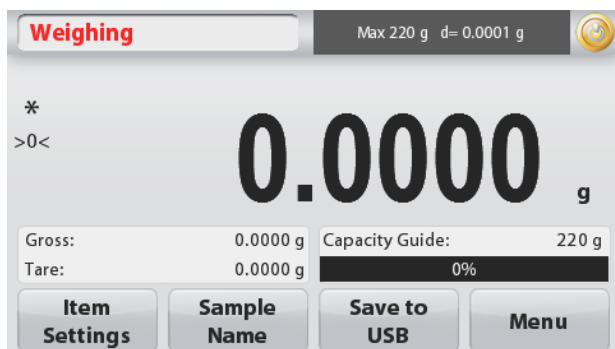 Weighing
Max 220 g d= 0.0001 g
*
>0<
0.0000 g
Gross: 0.0000 g
Tare: 0.0000 g
Capacity Guide: 220 g
0%
Item
Settings
Sample
Name
Save to
USB
Menu